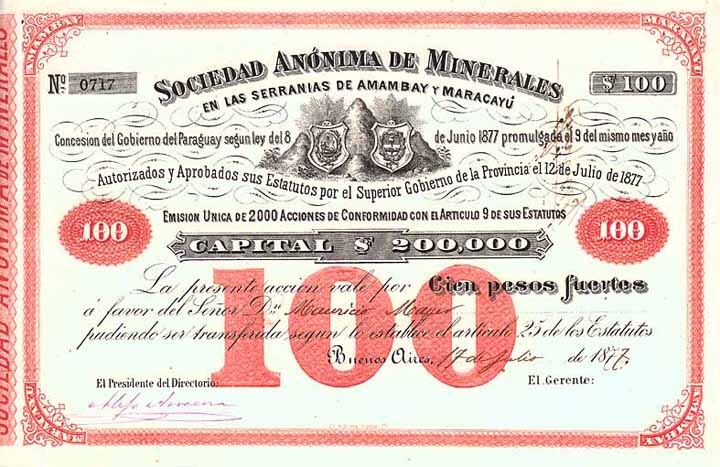 AMAMBAY
MARACAYU
Nº 0717
SOCIEDAD ANÓNIMA DE MINERALES
$ 100
EN LAS SERRANIAS DE AMAMBAY Y MARACAYÚ
Concesion del Gobierno del Paraguay segun ley del 8 de Junio 1877 promulgada el 9 del mismo mes y año
Autorizados y Aprobados sus Estatutos por el Superior Gobierno de la Provincia el 12 de Julio de 1877
EMISION UNICA DE 2000 ACCIONES DE CONFORMIDAD CON EL ARTICULO 9 DE SUS ESTATUTOS
100
100
CAPITAL $ 200,000
100
La presente accion vale por Cien pesos fuertes
á favor del Señor Dn Mauricio Mayer
pudiendo ser transferida segun lo establece el artículo 25 de los Estatutos
Buenos Aires, 17 de Julio de 1877.
El Presidente del Directorio:
El Gerente:
MARACAYU
AMAMBAY
SOCIEDAD ANONIMA DE MINERALES